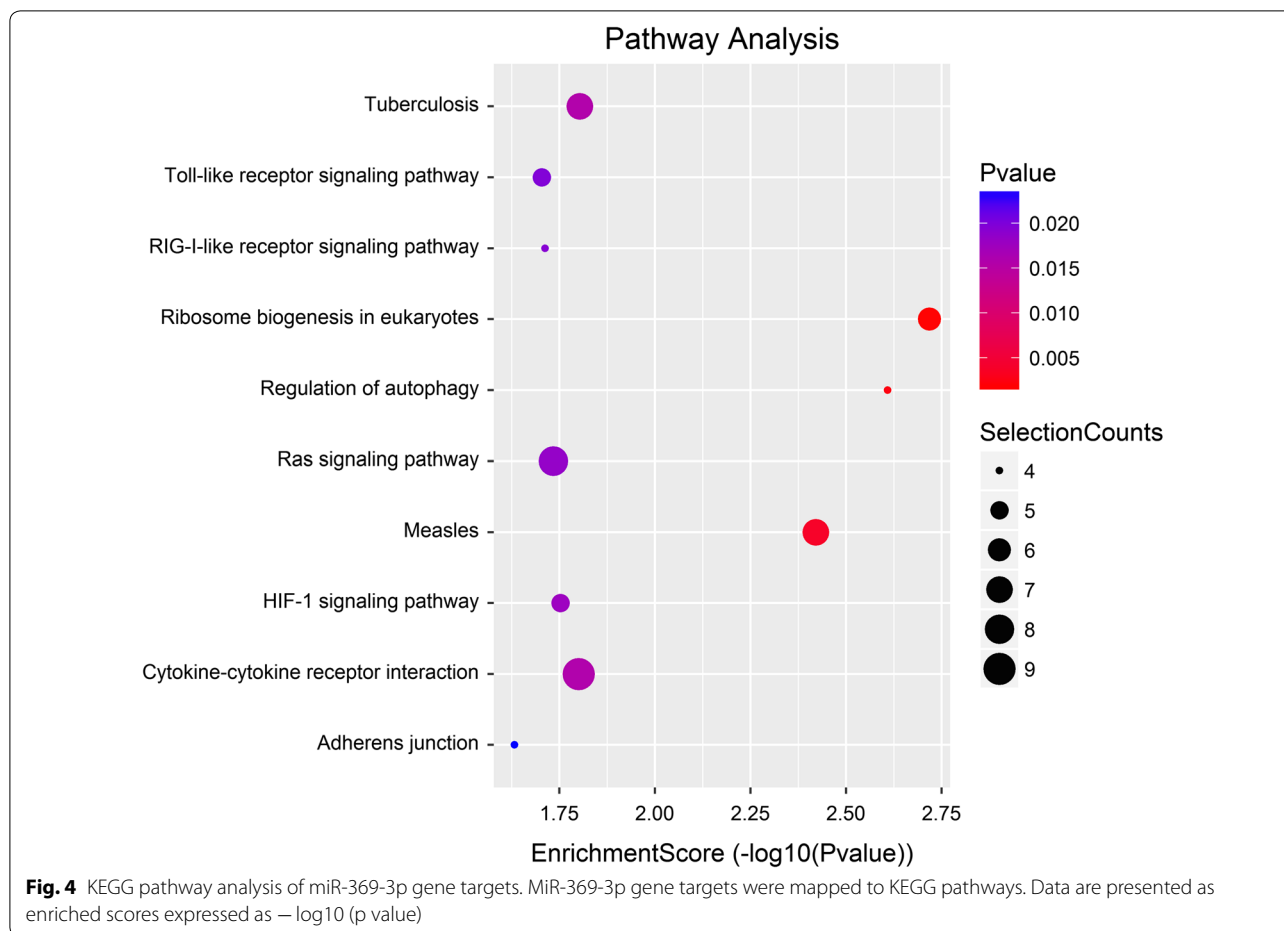 Pathway Analysis
Tuberculosis
Toll-like receptor signaling pathway
RIG-I-like receptor signaling pathway
Ribosome biogenesis in eukaryotes
Regulation of autophagy
Ras signaling pathway
Measles
HIF-1 signaling pathway
Cytokine-cytokine receptor interaction
Adherens junction
1.75 2.00 2.25 2.50 2.75
EnrichmentScore (-log10(Pvalue))
Pvalue
0.020
0.015
0.010
0.005
SelectionCounts
4
5
6
7
8
9
Fig. 4 KEGG pathway analysis of miR-369-3p gene targets. MiR-369-3p gene targets were mapped to KEGG pathways. Data are presented as
enriched scores expressed as − log10 (p value)